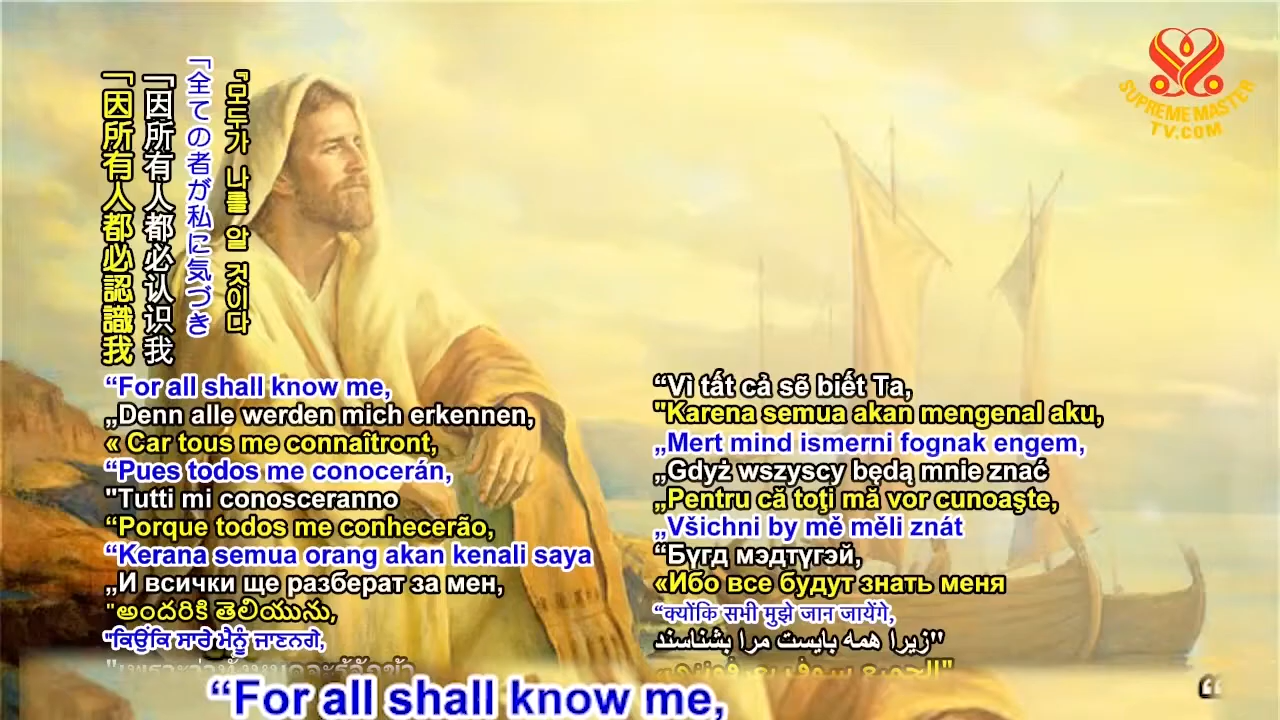 「因所有人都必認識我
「因所有人都必认识我
「全ての者が私に気づき
『모두가 나를 알 것이다
SUPREME MASTER
TV.COM
“For all shall know me,
„Denn alle werden mich erkennen,
« Car tous me connaîtront,
“Pues todos me conocerán,
"Tutti mi conosceranno
“Porque todos me conhecerão,
“Kerana semua orang akan kenali saya
„И всички ще разберат за мен,
"అందరికి తెలియును,
"ਕਿਉਂਕਿ ਸਾਰੇ ਮੈਨੂੰ ਜਾਣਨਗੇ,
“Vì tất cả sẽ biết Ta,
"Karena semua akan mengenal aku,
„Mert mind ismerni fognak engem,
„Gdyż wszyscy będą mnie znać
„Pentru că toţi mă vor cunoaşte,
„Všichni by mě měli znát
“Бүгд мэдтүгэй,
«Ибо все будут знать меня
“क्योंकि सभी मुझे जान जायेंगे,
زیرا همه بایست مرا بشناسند"
“For all shall know me,
“